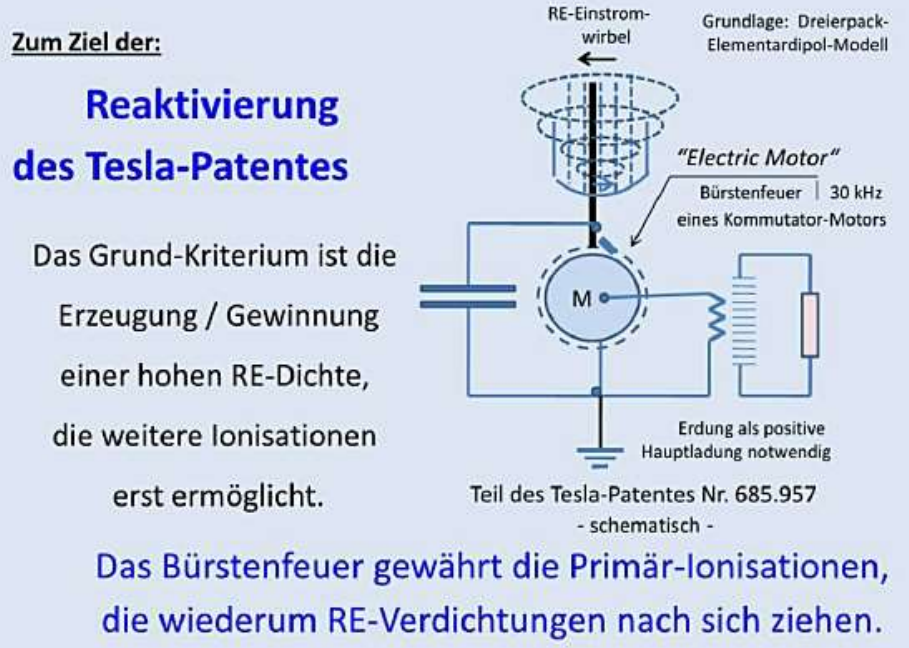 Zum Ziel der:
Reaktivierung
des Tesla-Patentes
Das Grund-Kriterium ist die
Erzeugung / Gewinnung
einer hohen RE-Dichte,
die weitere Ionisationen
erst ermöglicht.
RE-Einstrom-
wirbel
Grundlage: Dreierpack-
Elementardipol-Modell
"Electric Motor"
Bürstenfeuer | 30 kHz
eines Kommutator-Motors
M
Erdung als positive
Hauptladung notwendig
Teil des Tesla-Patentes Nr. 685.957
- schematisch -
Das Bürstenfeuer gewährt die Primär-Ionisationen,
die wiederum RE-Verdichtungen nach sich ziehen.